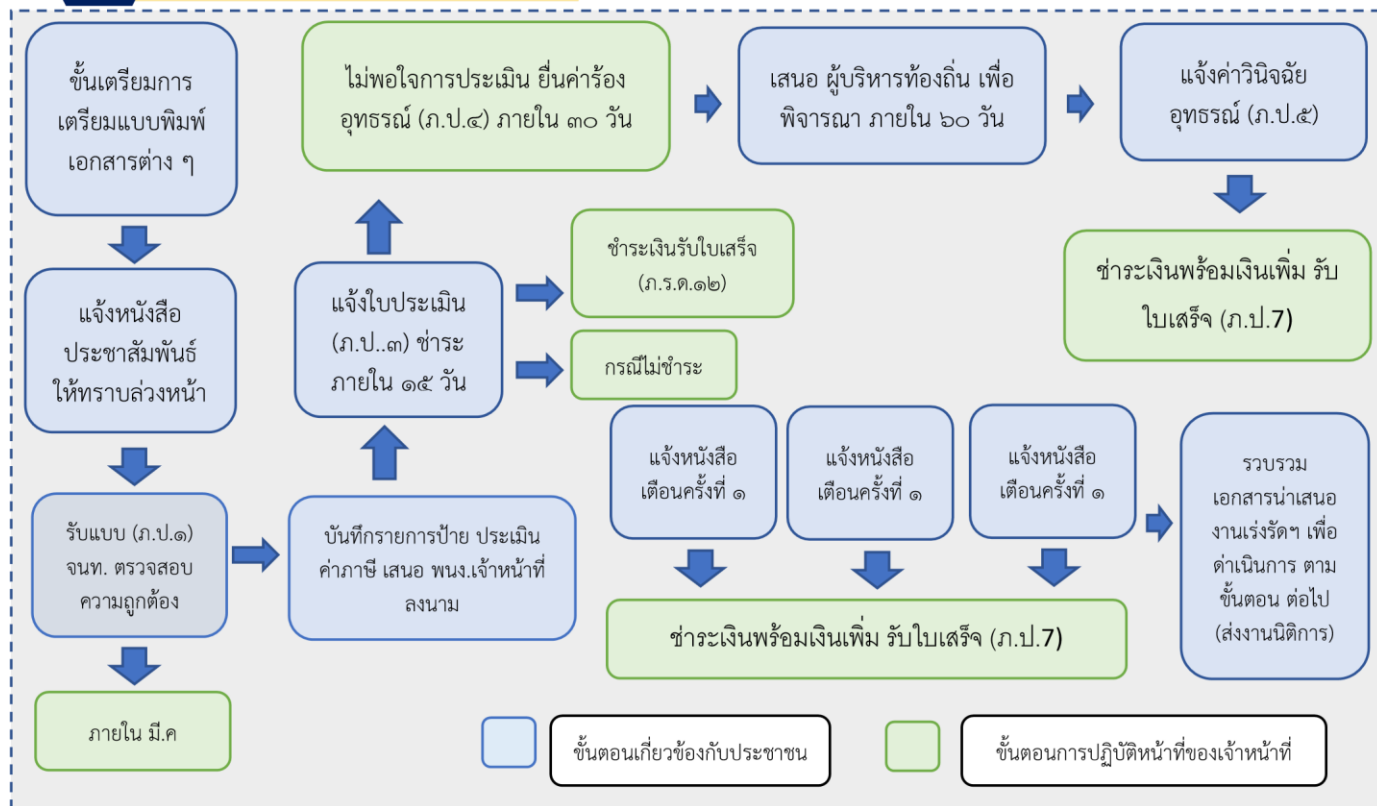 ขั้นเตรียมการ
เตรียมแบบพิมพ์
เอกสารต่าง ๆ
ไม่พอใจการประเมิน ยื่นค่าร้อง
อุทธรณ์ (ภ.ป.๔) ภายใน ๓๐ วัน
เสนอ ผู้บริหารท้องถิ่น เพื่อ
พิจารณา ภายใน ๖๐ วัน
แจ้งค่าวินิจฉัย
อุทธรณ์ (ภ.ป.๕)
แจ้งหนังสือ
ประชาสัมพันธ์
ให้ทราบล่วงหน้า
แจ้งใบประเมิน
(ภ.ป..๓) ช่าระ
ภายใน ๑๕ วัน
ชำระเงินรับใบเสร็จ
(ภ.ร.ด.๑๒)
กรณีไม่ชำระ
ช่าระเงินพร้อมเงินเพิ่ม รับ
ใบเสร็จ (ภ.ป.7)
รับแบบ (ภ.ป.๑)
จนท. ตรวจสอบ
ความถูกต้อง
บันทึกรายการป้าย ประเมิน
ค่าภาษี เสนอ พนง.เจ้าหน้าที่
ลงนาม
แจ้งหนังสือ
เตือนครั้งที่ ๑
แจ้งหนังสือ
เตือนครั้งที่ ๑
แจ้งหนังสือ
เตือนครั้งที่ ๑
รวบรวม
เอกสารน่าเสนอ
งานเร่งรัดฯ เพื่อ
ด่าเนินการ ตาม
ขั้นตอน ต่อไป
(ส่งงานนิติการ)
ช่าระเงินพร้อมเงินเพิ่ม รับใบเสร็จ (ภ.ป.7)
ภายใน มี.ค
ขั้นตอนเกี่ยวข้องกับประชาชน
ขั้นตอนการปฏิบัติหน้าที่ของเจ้าหน้าที่